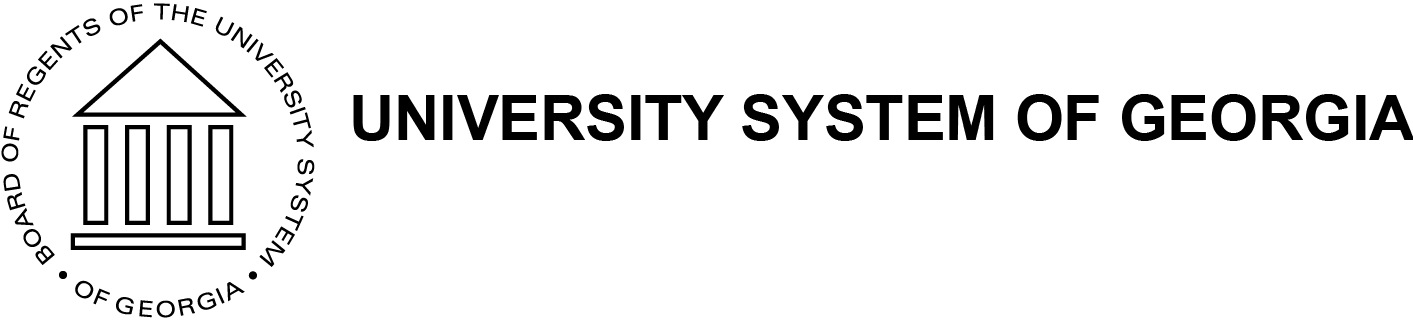 BOARD OF REGENTS OF THE UNIVERSITY SYSTEM
• OF GEORGIA •
UNIVERSITY SYSTEM OF GEORGIA